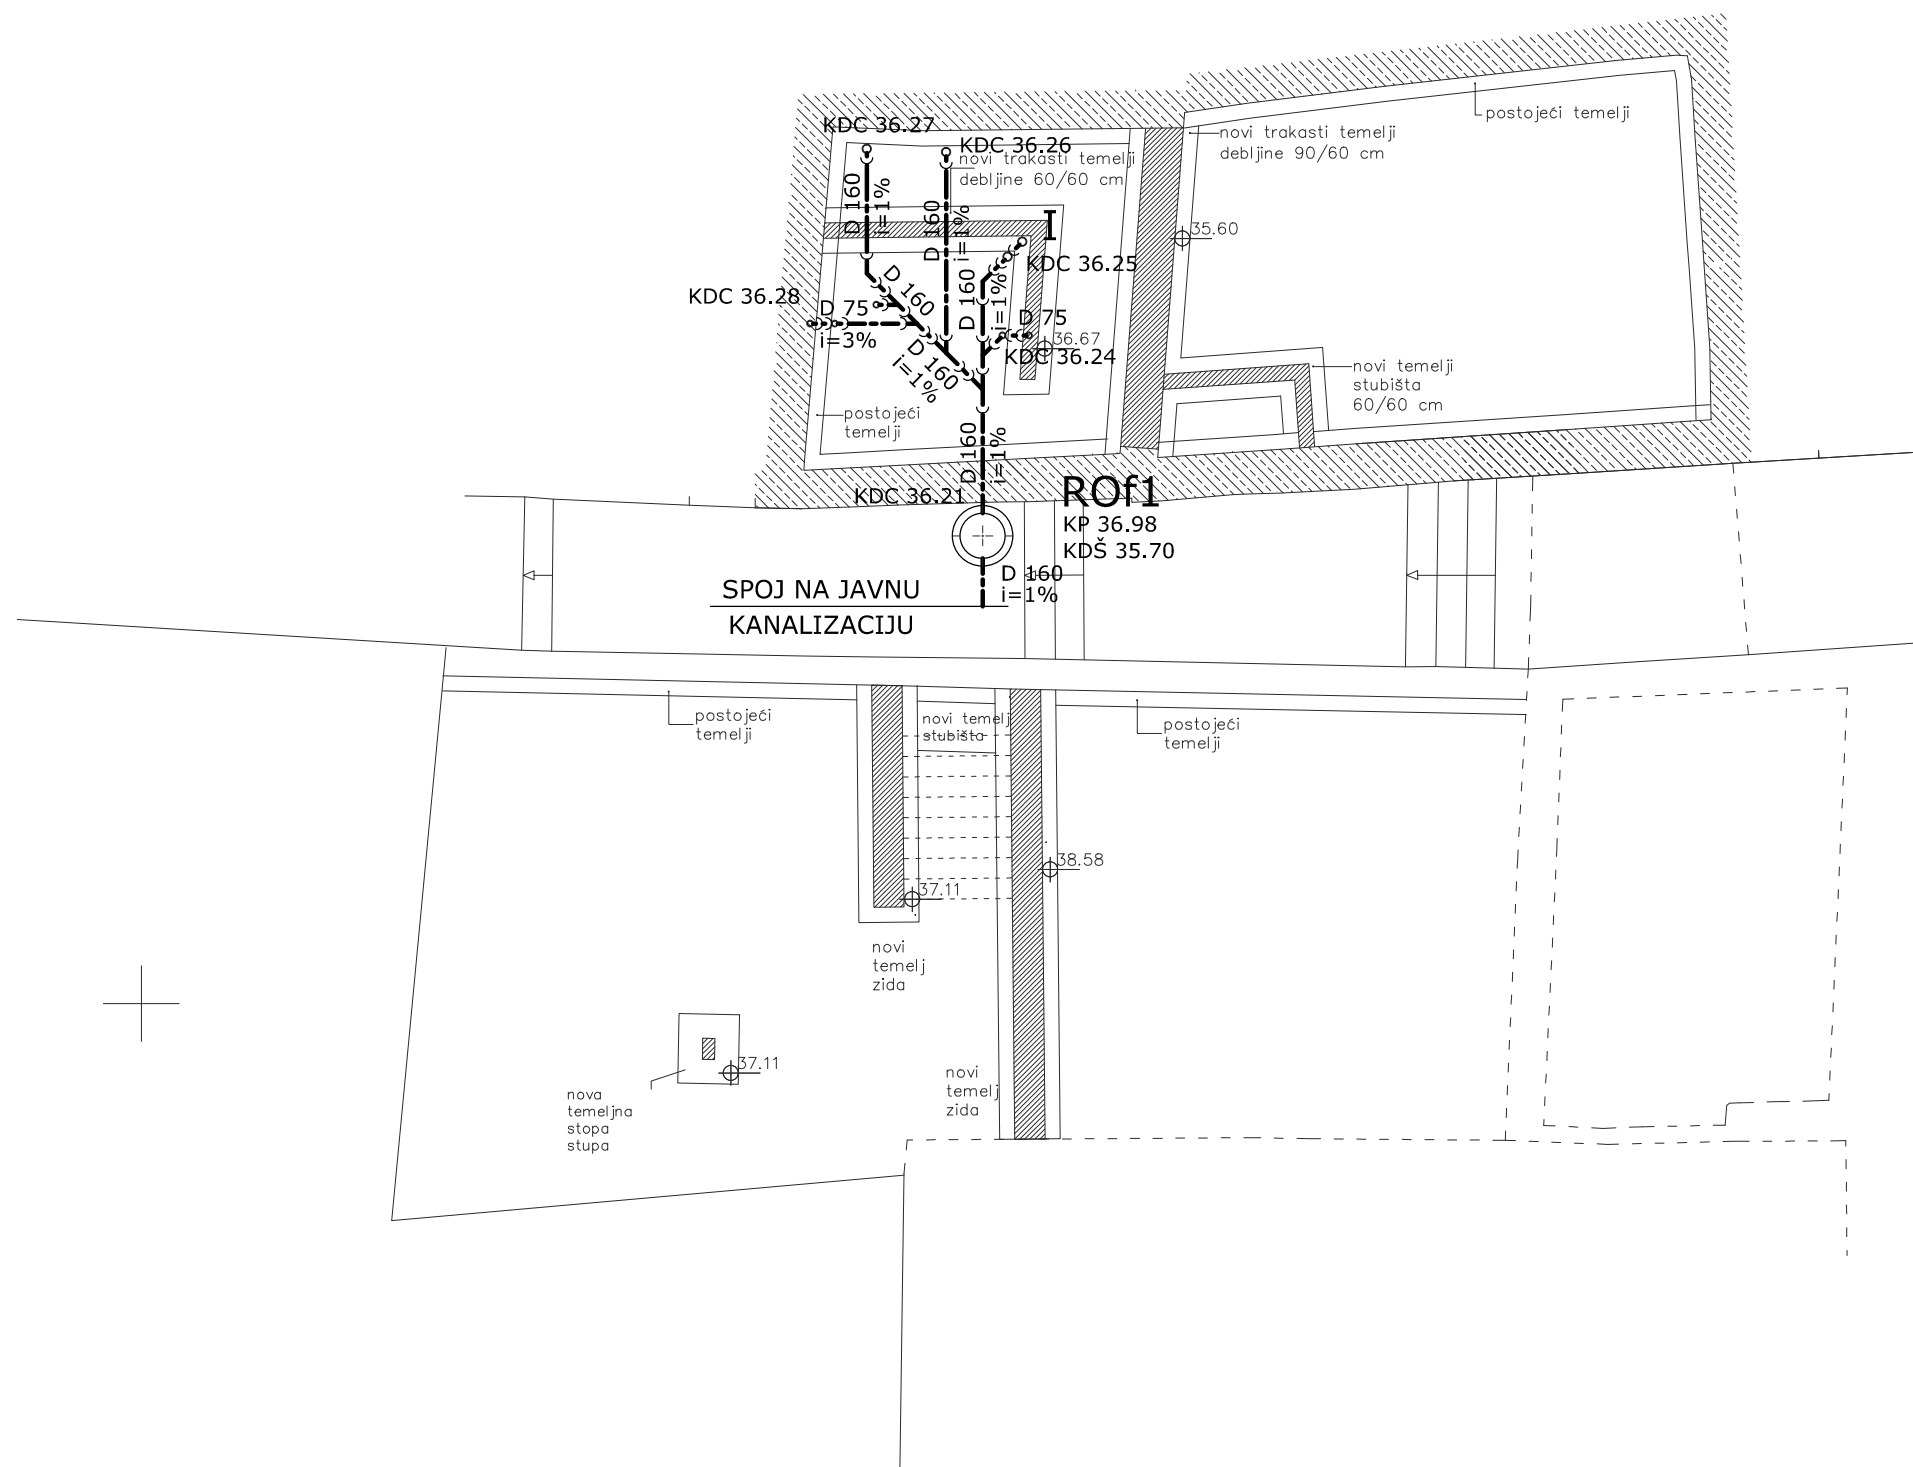 postojeći temelji
KDC 36.27
novi trakasti temelji
debljine 90/60 cm
KDC 36.26
novi trakasti temelji
debljine 60/60 cm
D 160
i=1%
D 160
i=1%
I
35.60
KDC 36.25
D 160
D 160
i=1%
KDC 36.28
D 75
i=3%
D 75
36.67
KDC 36.24
D 160
i=1%
novi temelji
stubišta
60/60 cm
postojeći
temelji
D 160
i=1%
KDC 36.21
ROf1
KP 36.98
KDŠ 35.70
D 160
i=1%
SPOJ NA JAVNU
KANALIZACIJU
postojeći
temelji
novi temelj
stubišta
postojeći
temelji
38.58
37.11
novi
temelj
zida
37.11
nova
temeljna
stopa
stupa
novi
temelj
zida